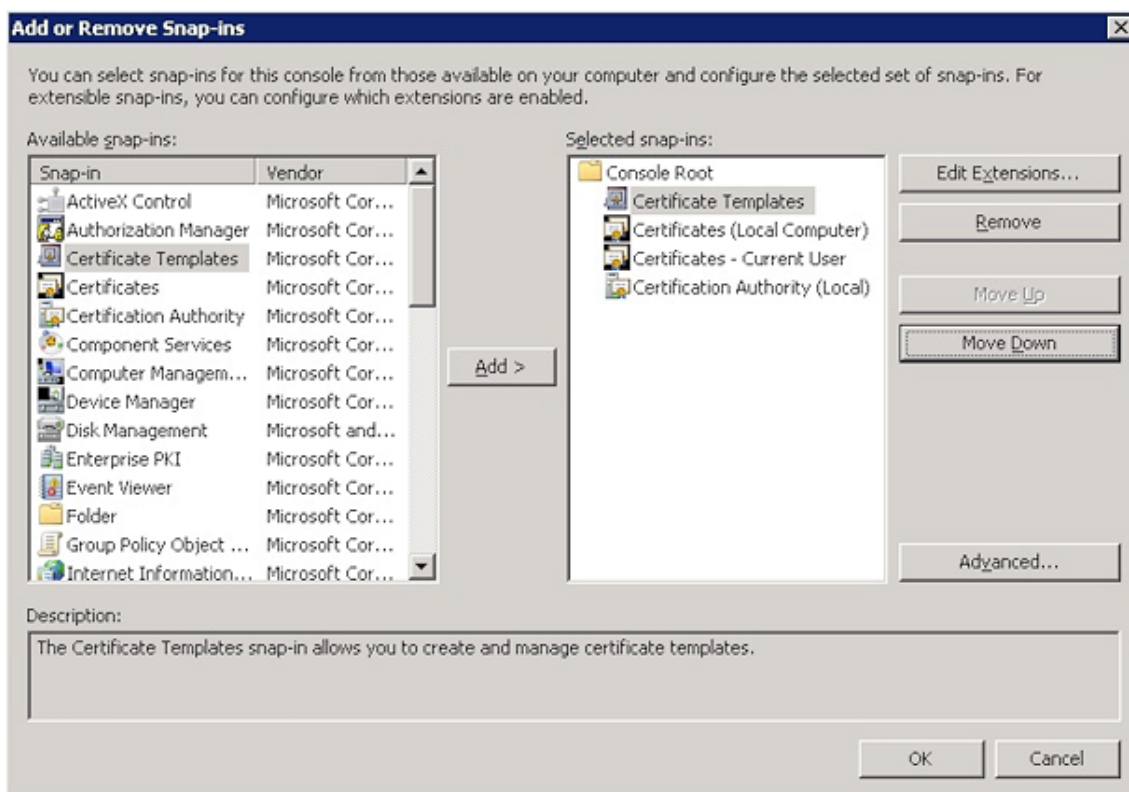 Add or Remove Snap-ins
You can select snap-ins for this console from those available on your computer and configure the selected set of snap-ins. For
extensible snap-ins, you can configure which extensions are enabled.
Available snap-ins:
Snap-in Vendor
ActiveX Control Microsoft Cor...
Authorization Manager Microsoft Cor...
Certificate Templates Microsoft Cor...
Certificates Microsoft Cor...
Certification Authority Microsoft Cor...
Component Services Microsoft Cor...
Computer Managem... Microsoft Cor...
Device Manager Microsoft Cor...
Disk Management Microsoft and...
Enterprise PKI Microsoft Cor...
Event Viewer Microsoft Cor...
Folder Microsoft Cor...
Group Policy Object ... Microsoft Cor...
Internet Information... Microsoft Cor...
Add >
Selected snap-ins:
Console Root
Certificate Templates
Certificates (Local Computer)
Certificates - Current User
Certification Authority (Local)
Edit Extensions...
Remove
Move Up
Move Down
Advanced...
Description:
The Certificate Templates snap-in allows you to create and manage certificate templates.
OK Cancel